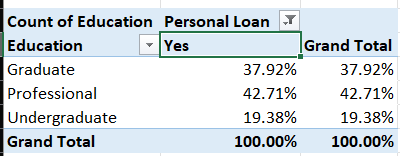 Count of Education Personal Loan
Education Yes Grand Total
Graduate 37.92% 37.92%
Professional 42.71% 42.71%
Undergraduate 19.38% 19.38%
Grand Total 100.00% 100.00%